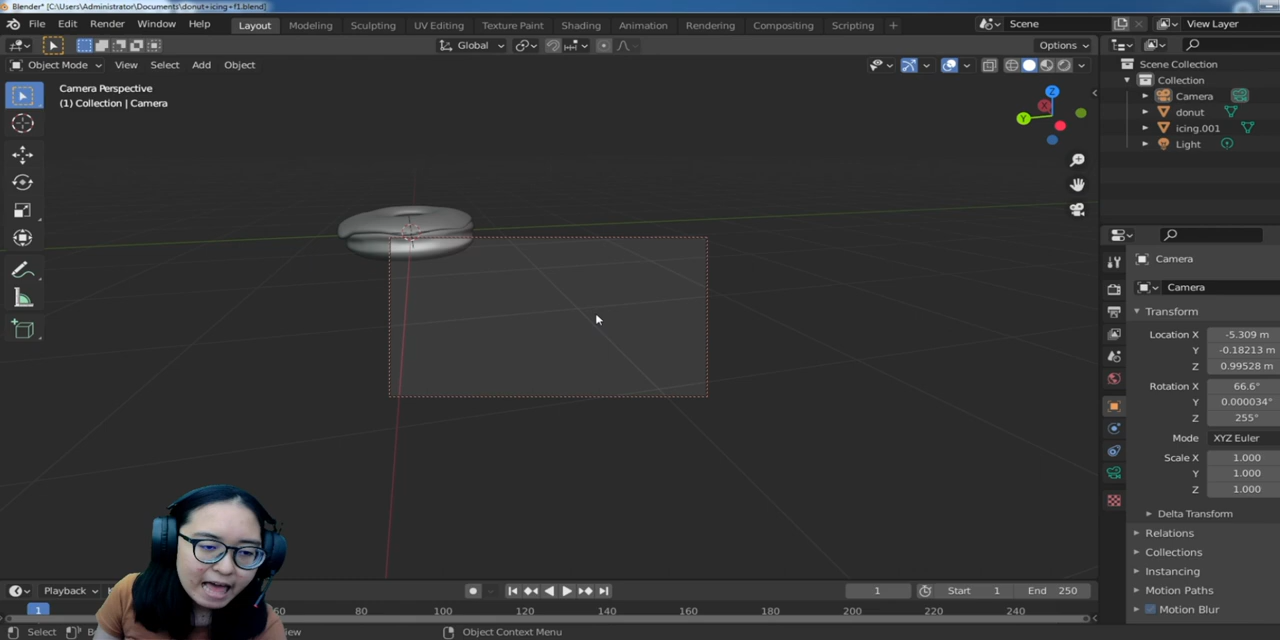 Blender* [C:\Users\Administrator\Documents\donut+icing+f1.blend]
File Edit Render Window Help Layout Modeling Sculpting UV Editing Texture Paint Shading Animation Rendering Compositing Scripting + Scene View Layer
Global Options
Object Mode View Select Add Object
Scene Collection
Collection
Camera
donut
icing.001
Light
Camera Perspective
(1) Collection | Camera
Z
X
Y
Camera
Camera
Transform
Location X -5.309 m
Y -0.18213 m
Z 0.99528 m
Rotation X 66.6°
Y 0.000034°
Z 255°
Mode XYZ Euler
Scale X 1.000
Y 1.000
Z 1.000
Delta Transform
Relations
Collections
Instancing
Motion Paths
Motion Blur
Playback 1 Start 1 End 250
1 60 80 100 120 140 160 180 200 220 240
Select Object Context Menu